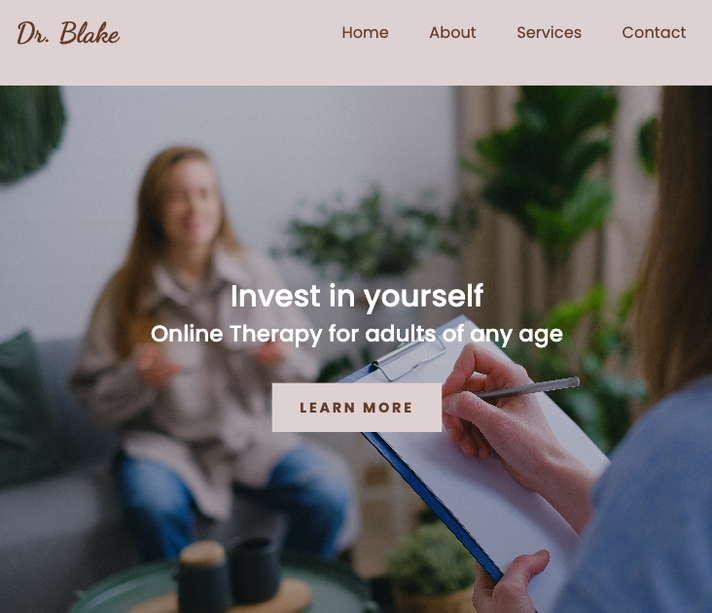 Dr. Blake
Home About Services Contact
Invest in yourself
Online Therapy for adults of any age
LEARN MORE